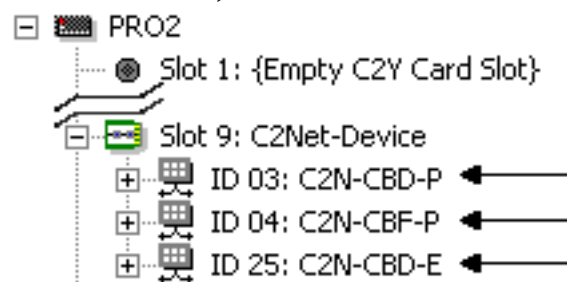 PRO2
Slot 1: {Empty C2Y Card Slot}
Slot 9: C2Net-Device
ID 03: C2N-CBD-P
ID 04: C2N-CBF-P
ID 25: C2N-CBD-E